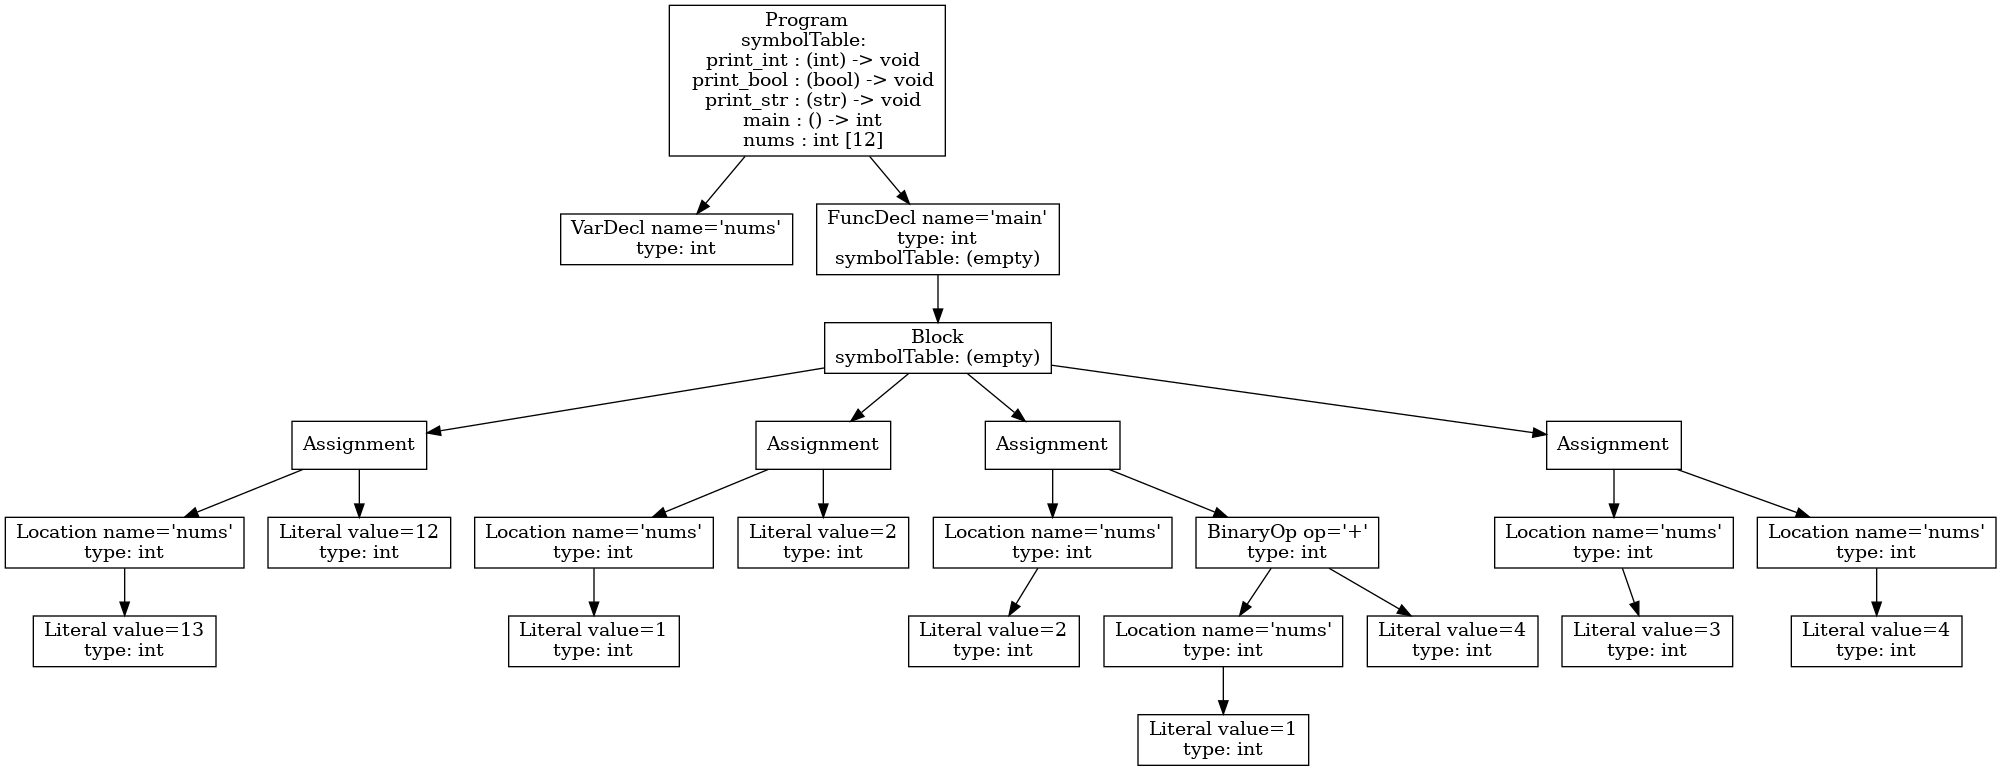 Program
symbolTable:
print_int : (int) -> void
print_bool : (bool) -> void
print_str : (str) -> void
main : () -> int
nums : int [12]
VarDecl name='nums'
type: int
FuncDecl name='main'
type: int
symbolTable: (empty)
Block
symbolTable: (empty)
Assignment
Assignment
Assignment
Assignment
Location name='nums'
type: int
Literal value=12
type: int
Location name='nums'
type: int
Literal value=2
type: int
Location name='nums'
type: int
BinaryOp op='+'
type: int
Location name='nums'
type: int
Location name='nums'
type: int
Literal value=13
type: int
Literal value=1
type: int
Literal value=2
type: int
Location name='nums'
type: int
Literal value=4
type: int
Literal value=3
type: int
Literal value=4
type: int
Literal value=1
type: int